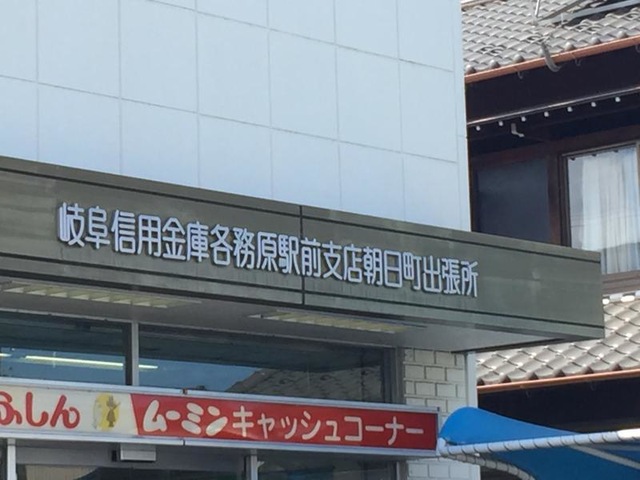 岐阜信用金庫各務原駅前支店朝日町出張所
ふしん ムーミンキャッシュコーナー